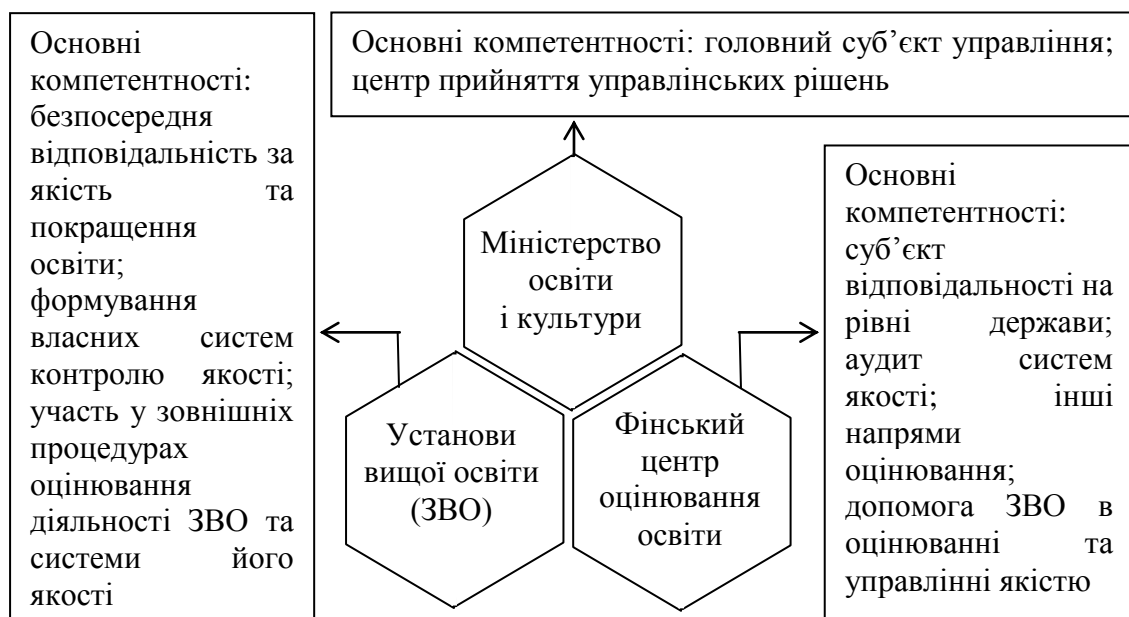 Основні
компетентності:
безпосередня
відповідальність за
якість та
покращення
освіти;
формування
власних систем
контролю якості;
участь у зовнішніх
процедурах
оцінювання
діяльності ЗВО та
системи його
якості
Основні компетентності: головний суб’єкт управління;
центр прийняття управлінських рішень
Міністерство
освіти
і культури
Установи
вищої освіти
(ЗВО)
Фінський
центр
оцінювання
освіти
Основні
компетентності:
суб’єкт
відповідальності на
рівні держави;
аудит систем
якості; інші
напрями
оцінювання;
допомога ЗВО в
оцінюванні та
управлінні якістю